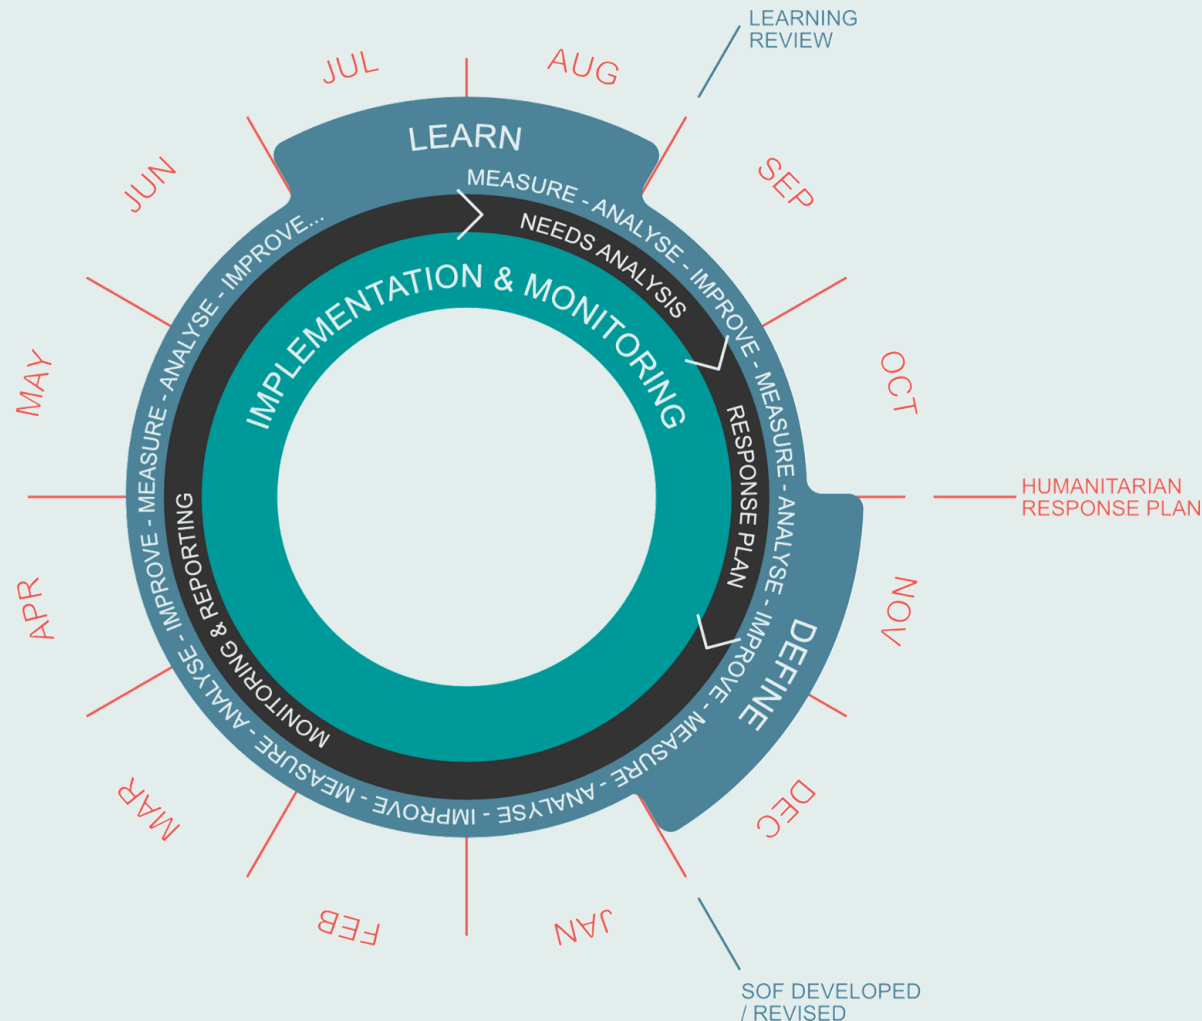 LEARNING
REVIEW
JUL
AUG
LEARN
JUN
SEP
MEASURE - ANALYSE - IMPROVE - MEASURE - ANALYSE - IMPROVE - MEASURE - ANALYSE - IMPROVE - MEASURE - ANALYSE - IMPROVE - MEASURE - ANALYSE - IMPROVE...
NEEDS ANALYSIS
IMPLEMENTATION & MONITORING
MAY
OCT
RESPONSE PLAN
HUMANITARIAN
RESPONSE PLAN
MONITORING & REPORTING
APR
NOV
DEFINE
MAR
DEC
FEB
JAN
SOF DEVELOPED
/ REVISED